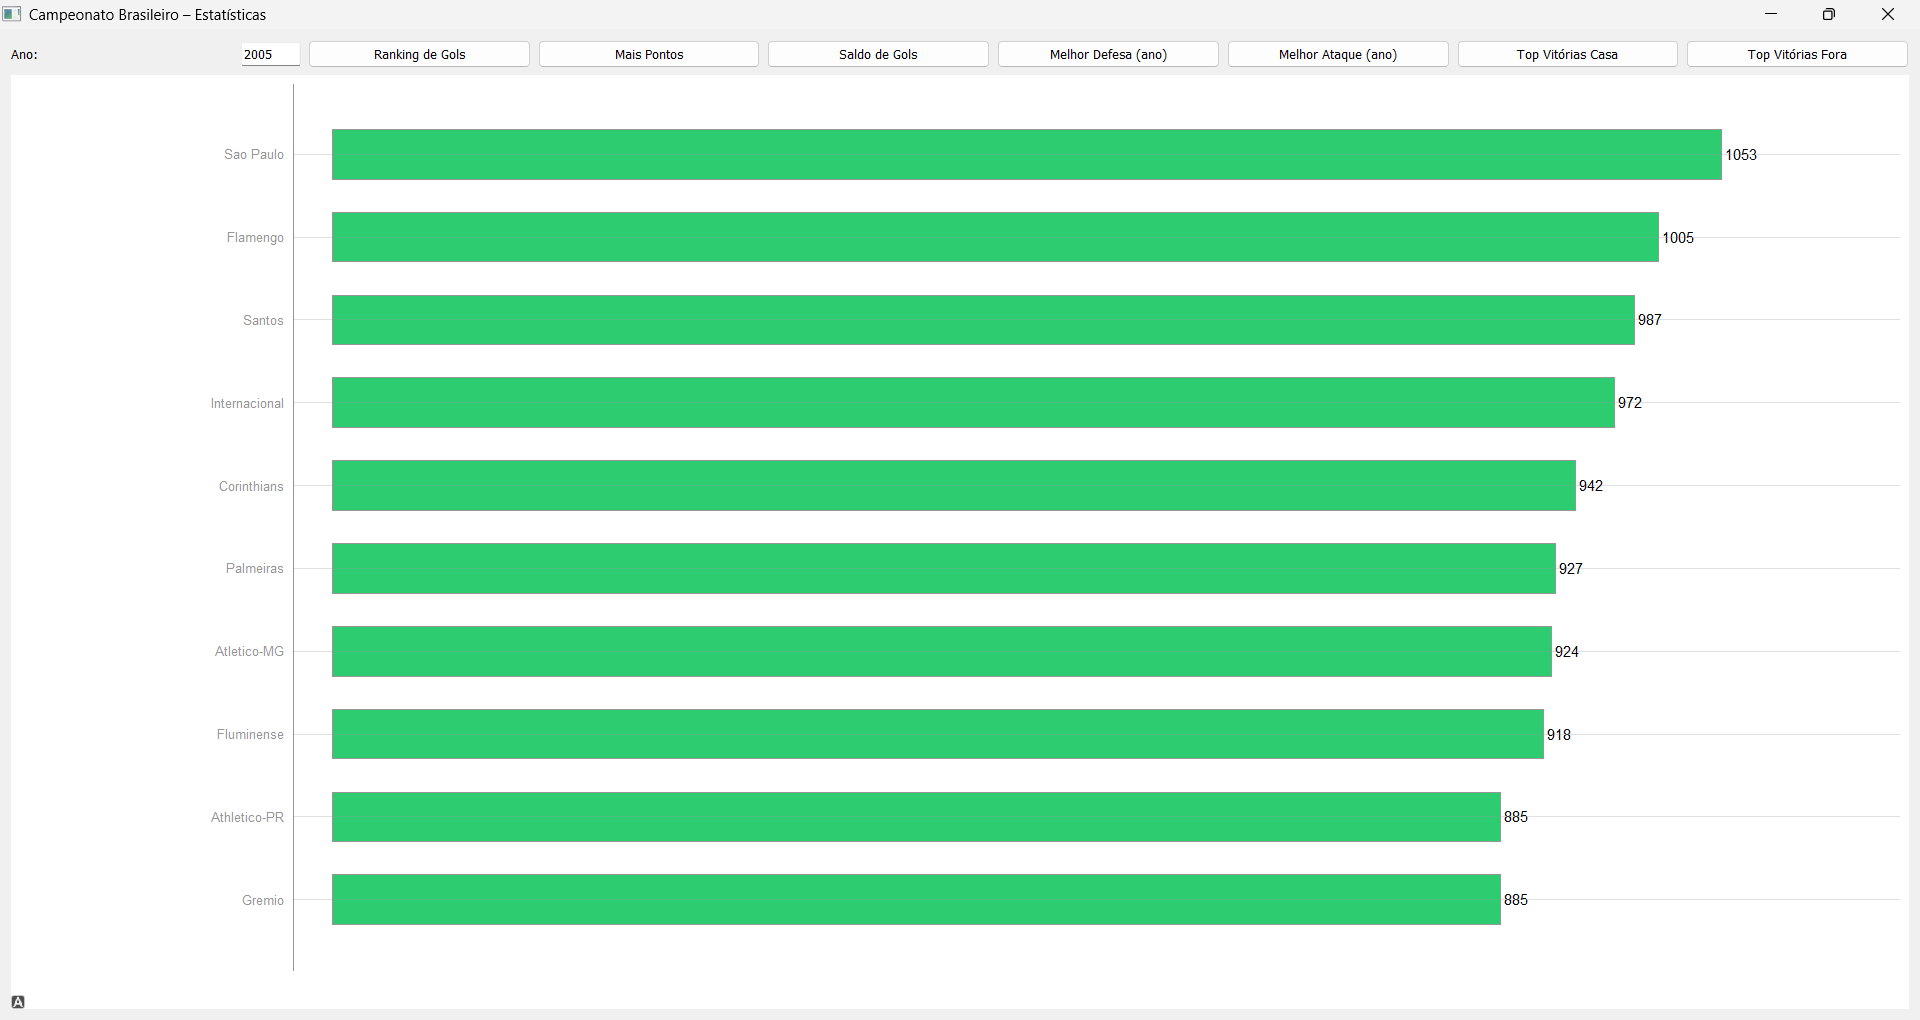 Campeonato Brasileiro – Estatísticas
Ano: 2005 Ranking de Gols Mais Pontos Saldo de Gols Melhor Defesa (ano) Melhor Ataque (ano) Top Vitórias Casa Top Vitórias Fora
Sao Paulo 1053
Flamengo 1005
Santos 987
Internacional 972
Corinthians 942
Palmeiras 927
Atletico-MG 924
Fluminense 918
Athletico-PR 885
Gremio 885
A